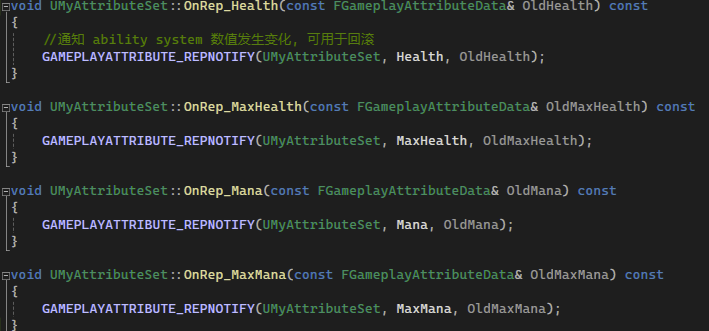 void UMyAttributeSet::OnRep_Health(const FGameplayAttributeData& OldHealth) const
{
//通知 ability system 数值发生变化, 可用于回滚
GAMEPLAYATTRIBUTE_REPNOTIFY(UMyAttributeSet, Health, OldHealth);
}
void UMyAttributeSet::OnRep_MaxHealth(const FGameplayAttributeData& OldMaxHealth) const
{
GAMEPLAYATTRIBUTE_REPNOTIFY(UMyAttributeSet, MaxHealth, OldMaxHealth);
}
void UMyAttributeSet::OnRep_Mana(const FGameplayAttributeData& OldMana) const
{
GAMEPLAYATTRIBUTE_REPNOTIFY(UMyAttributeSet, Mana, OldMana);
}
void UMyAttributeSet::OnRep_MaxMana(const FGameplayAttributeData& OldMaxMana) const
{
GAMEPLAYATTRIBUTE_REPNOTIFY(UMyAttributeSet, MaxMana, OldMaxMana);
}